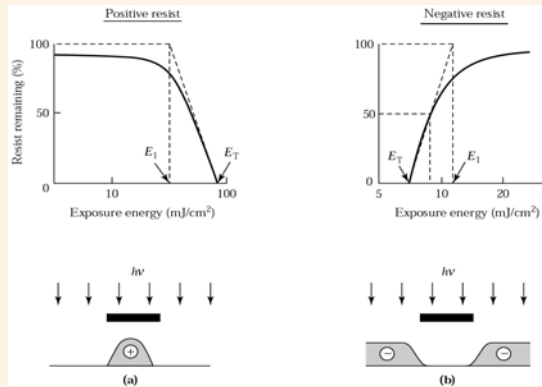 Positive resist
100
50
0
Resist remaining (%)
E1
ET
10
100
Exposure energy (mJ/cm²)
hν
+
(a)
Negative resist
100
50
0
ET
E1
5
10
20
Exposure energy (mJ/cm²)
hν
−
−
(b)